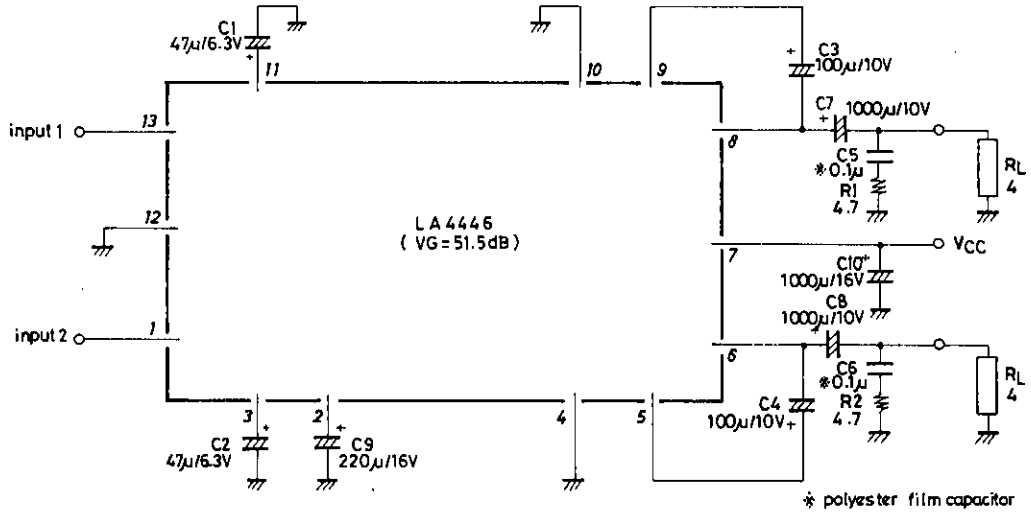 C1
47µ/6.3V
+
11
10
9
+
C3
100µ/10V
C7
+
1000µ/10V
input 1
13
8
C5
*0.1µ
R1
4.7
RL
4
12
LA4446
( VG=51.5dB )
7
VCC
C10
+
1000µ/16V
C8
1000µ/10V
+
input 2
1
6
C6
*0.1µ
R2
4.7
RL
4
3
2
4
5
C4
100µ/10V
+
+
C2
47µ/6.3V
+
C9
220µ/16V
* polyester film capacitor